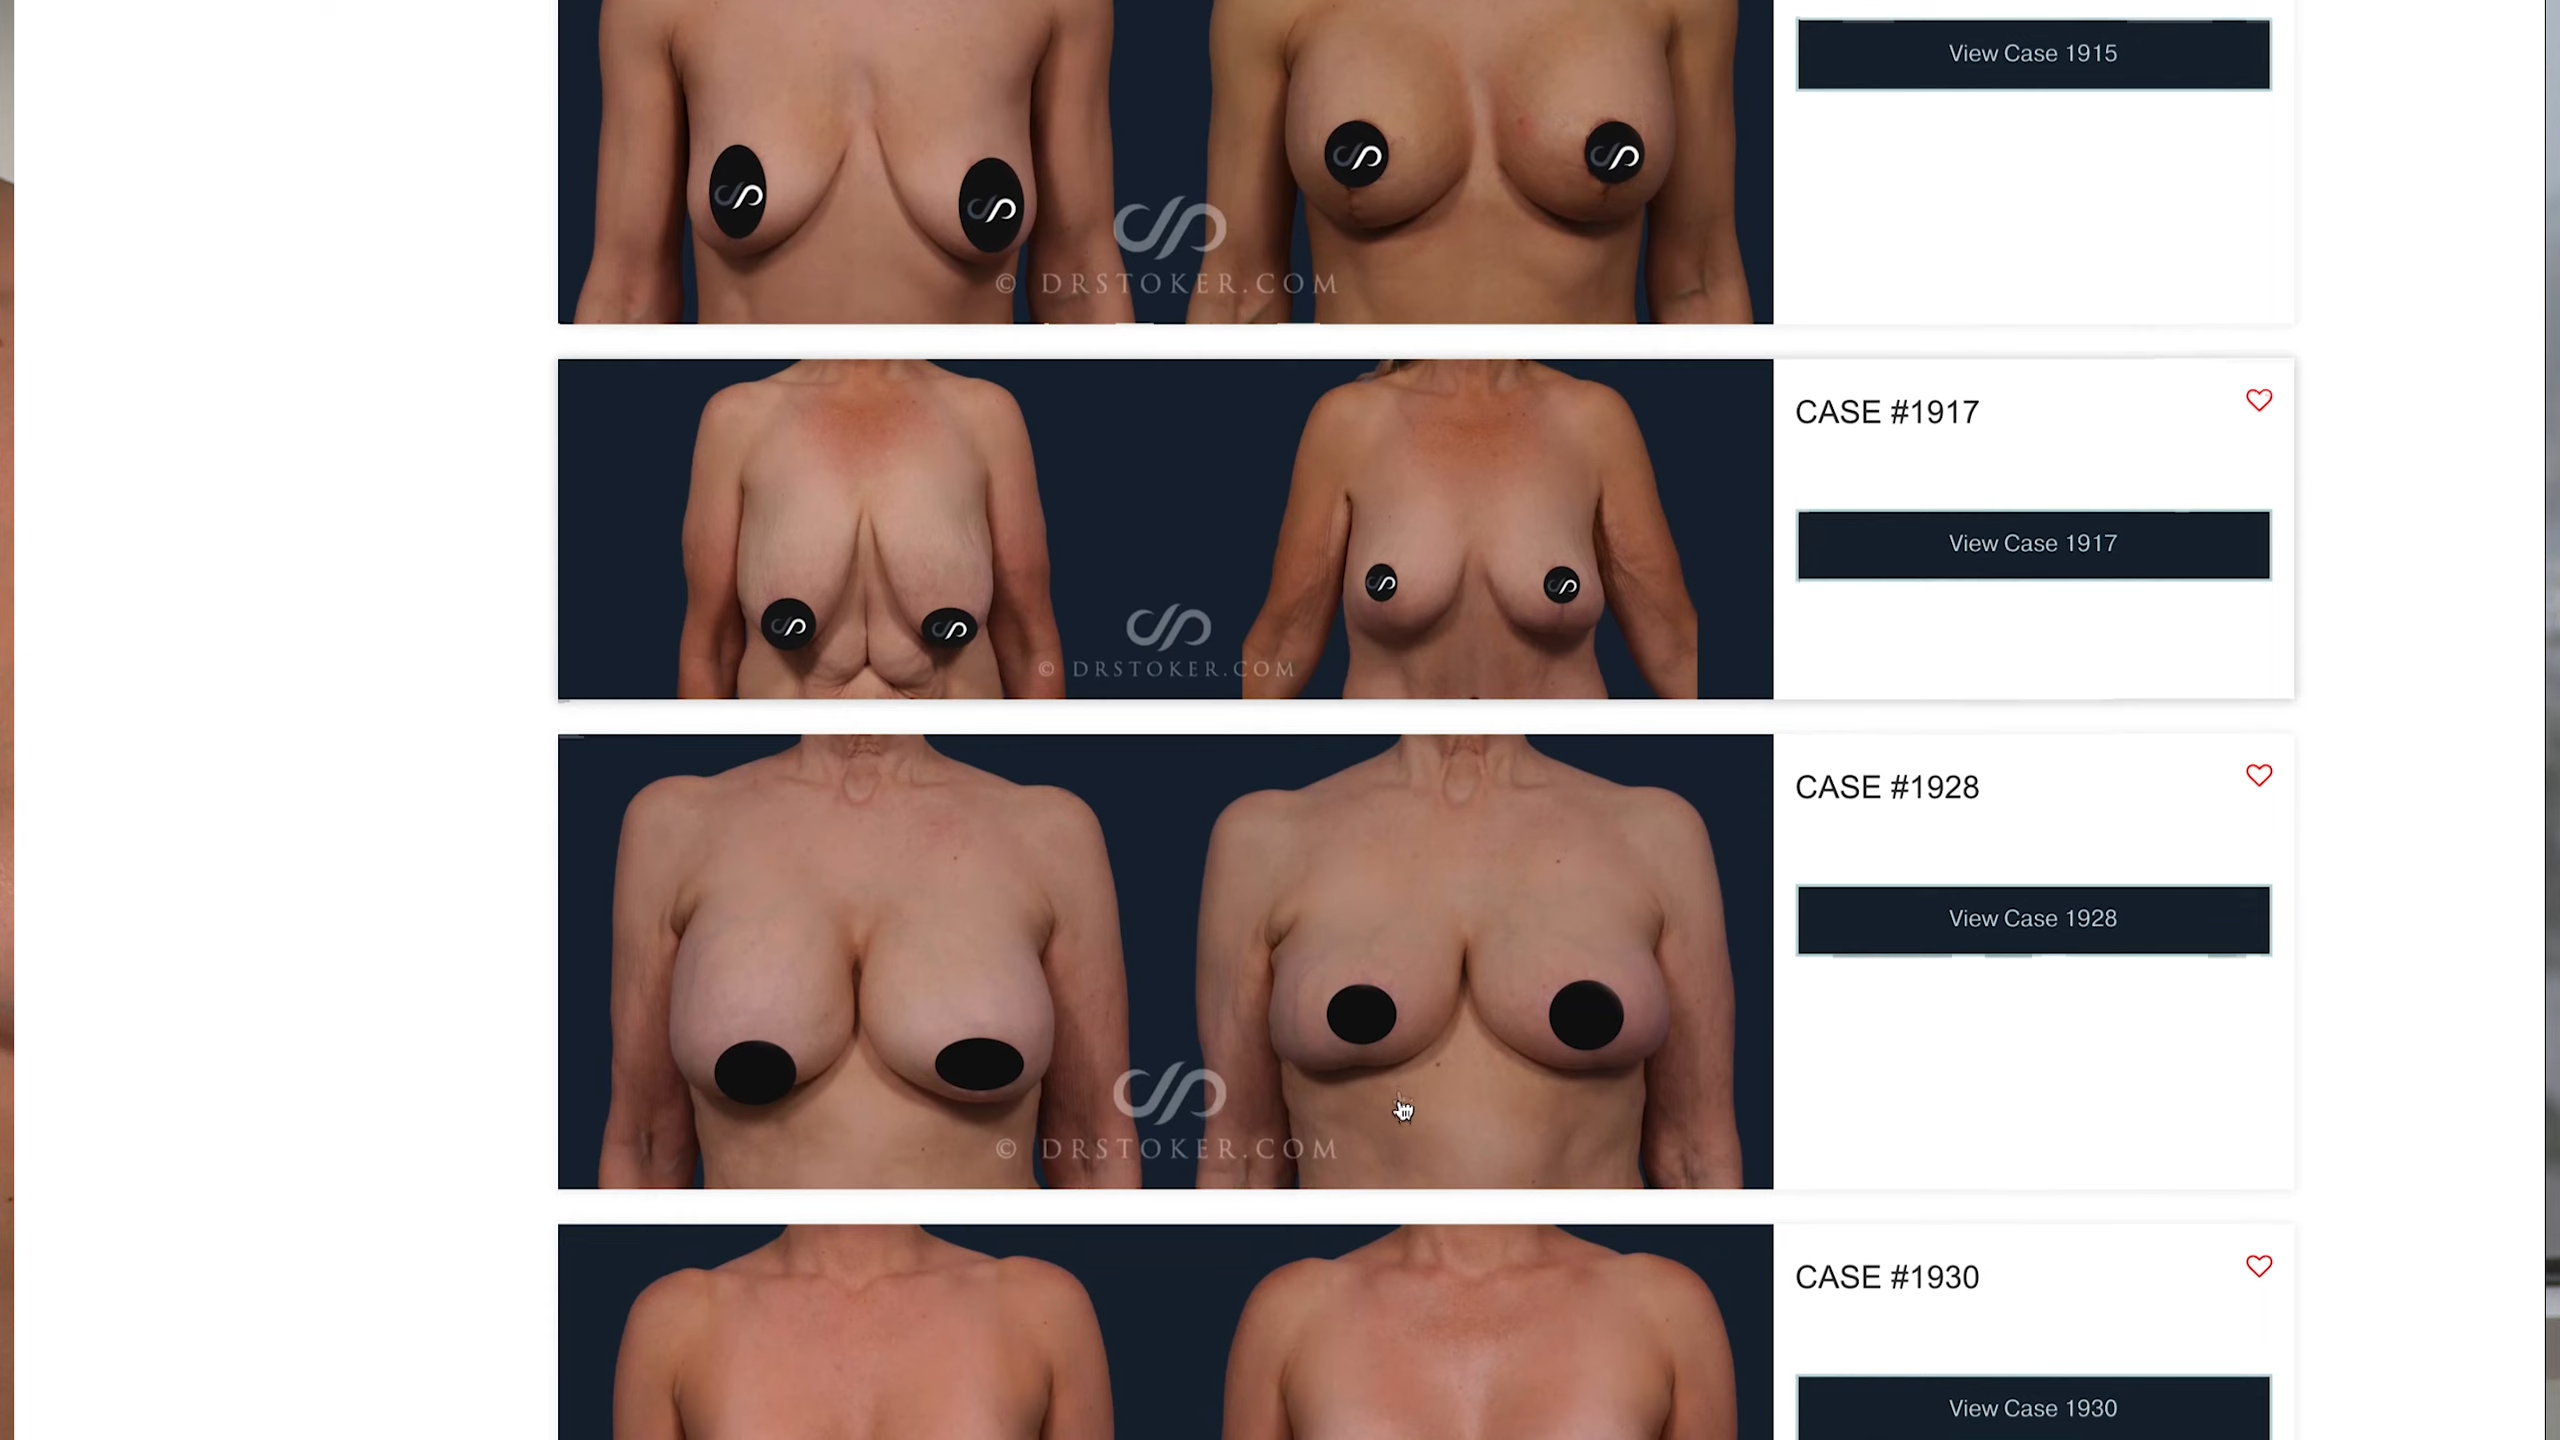 View Case 1915
© DRSTOKER.COM
CASE #1917
View Case 1917
© DRSTOKER.COM
CASE #1928
View Case 1928
© DRSTOKER.COM
CASE #1930
View Case 1930